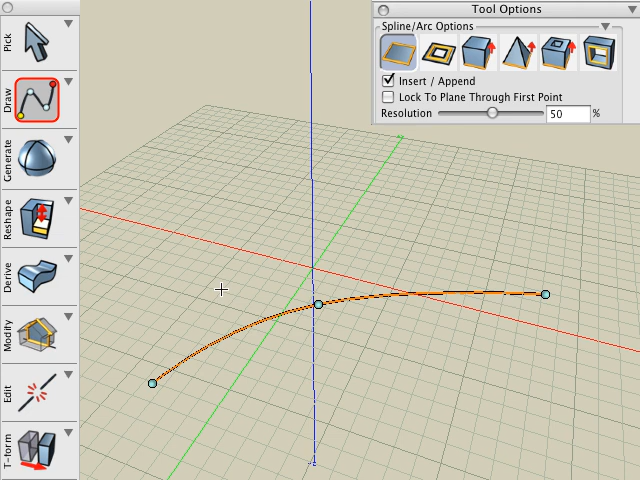 Tool Options
Spline/Arc Options
Insert / Append
Lock To Plane Through First Point
Resolution 50 %
Pick
Draw
Generate
Reshape
Derive
Modify
Edit
T-form